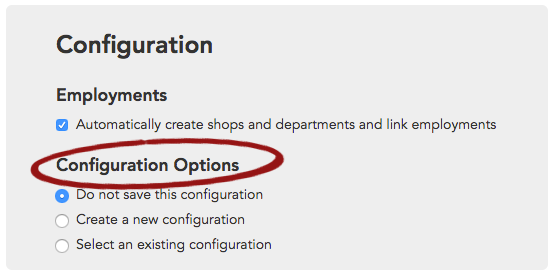 Configuration
Employments
Automatically create shops and departments and link employments
Configuration Options
Do not save this configuration
Create a new configuration
Select an existing configuration